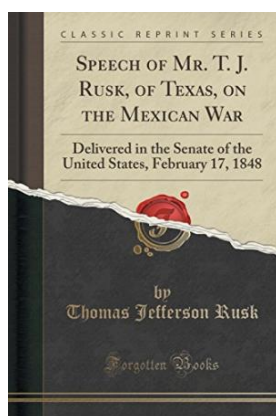 CLASSIC REPRINT SERIES
SPEECH OF MR. T. J.
RUSK, OF TEXAS, ON
THE MEXICAN WAR
Delivered in the Senate of the
United States, February 17, 1848
by
Thomas Jefferson Rusk
Forgotten Books